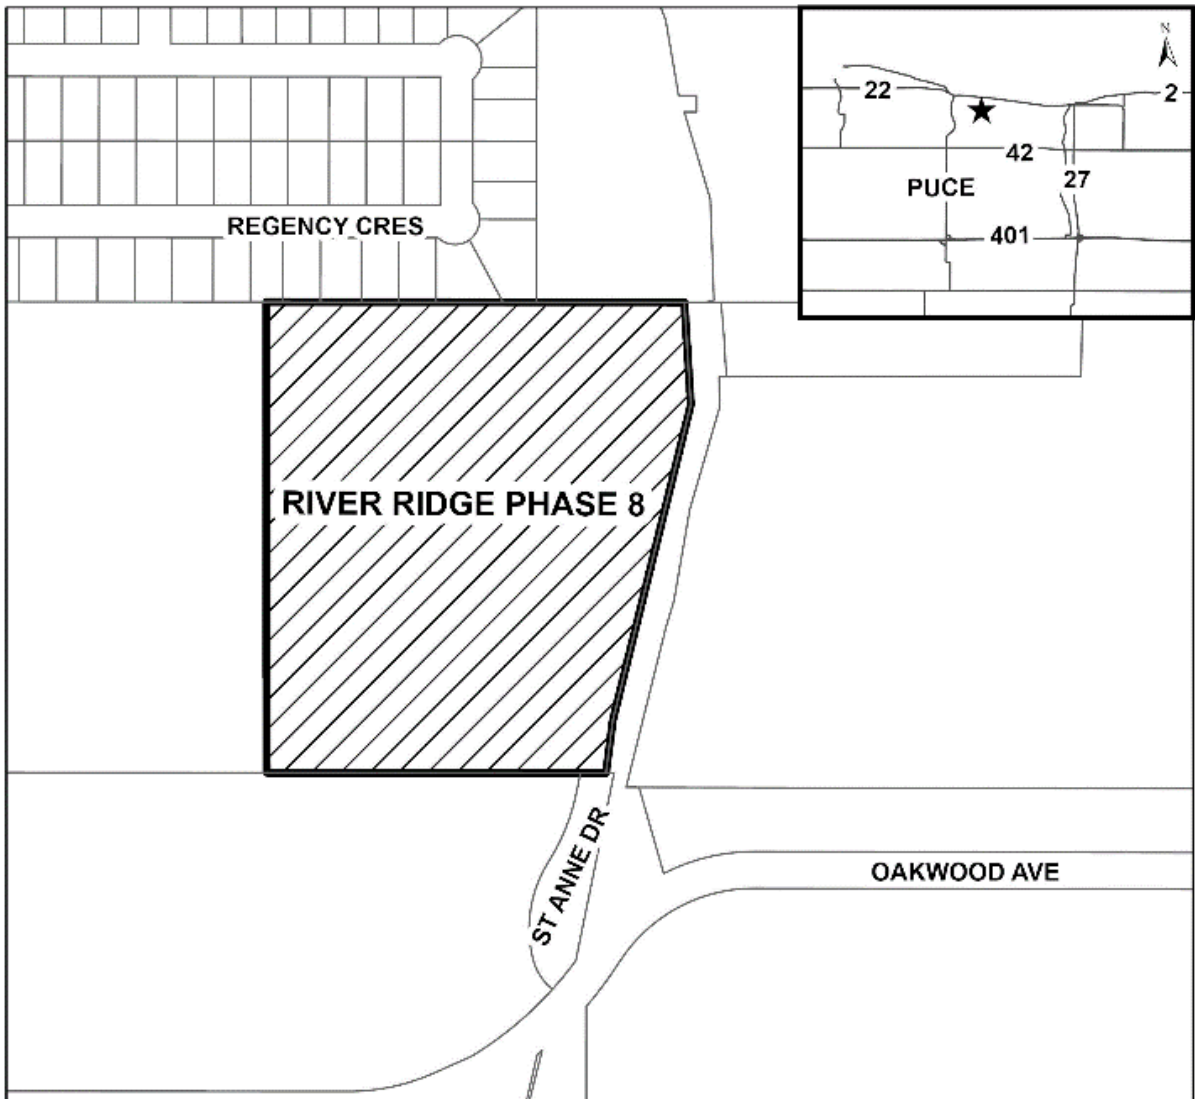 N
22
2
42
PUCE
27
401
REGENCY CRES
RIVER RIDGE PHASE 8
ST ANNE DR
OAKWOOD AVE